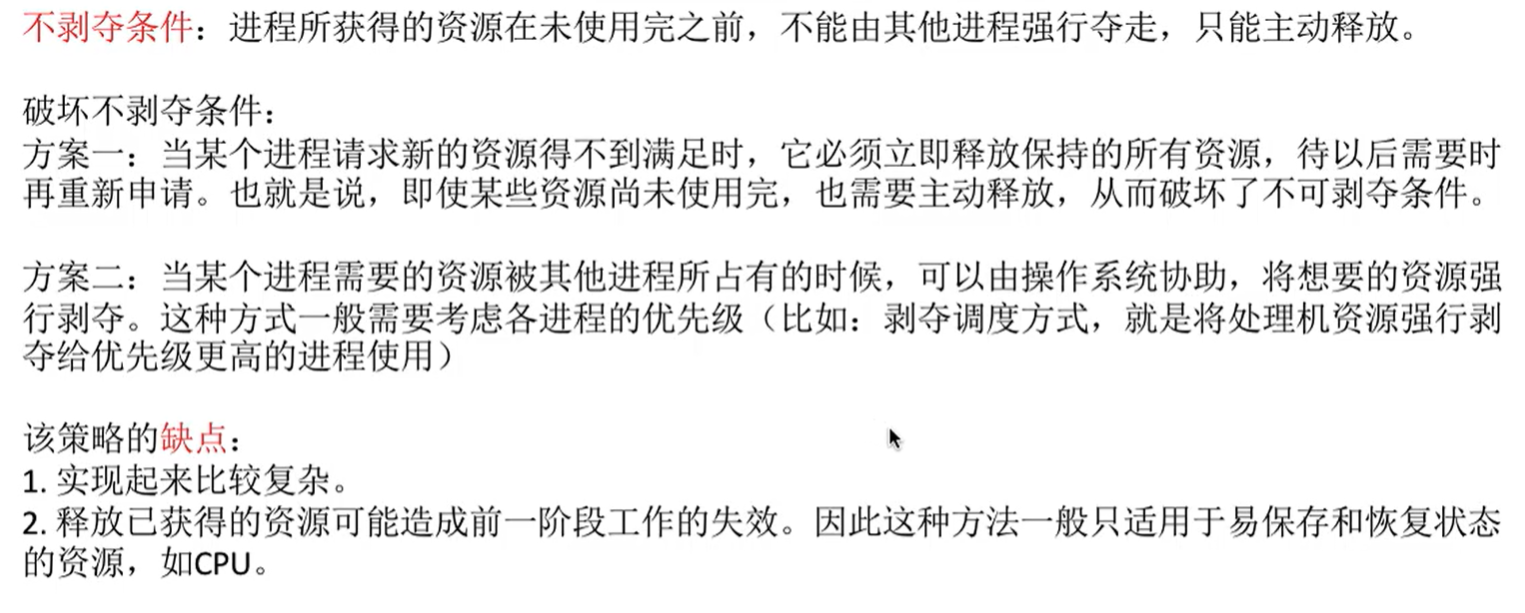 不剥夺条件：进程所获得的资源在未使用完之前，不能由其他进程强行夺走，只能主动释放。
破坏不剥夺条件：
方案一：当某个进程请求新的资源得不到满足时，它必须立即释放保持的所有资源，待以后需要时
再重新申请。也就是说，即使某些资源尚未使用完，也需要主动释放，从而破坏了不可剥夺条件。
方案二：当某个进程需要的资源被其他进程所占有的时候，可以由操作系统协助，将想要的资源强
行剥夺。这种方式一般需要考虑各进程的优先级（比如：剥夺调度方式，就是将处理机资源强行剥
夺给优先级更高的进程使用）
该策略的缺点：
1. 实现起来比较复杂。
2. 释放已获得的资源可能造成前一阶段工作的失效。因此这种方法一般只适用于易保存和恢复状态
的资源，如CPU。